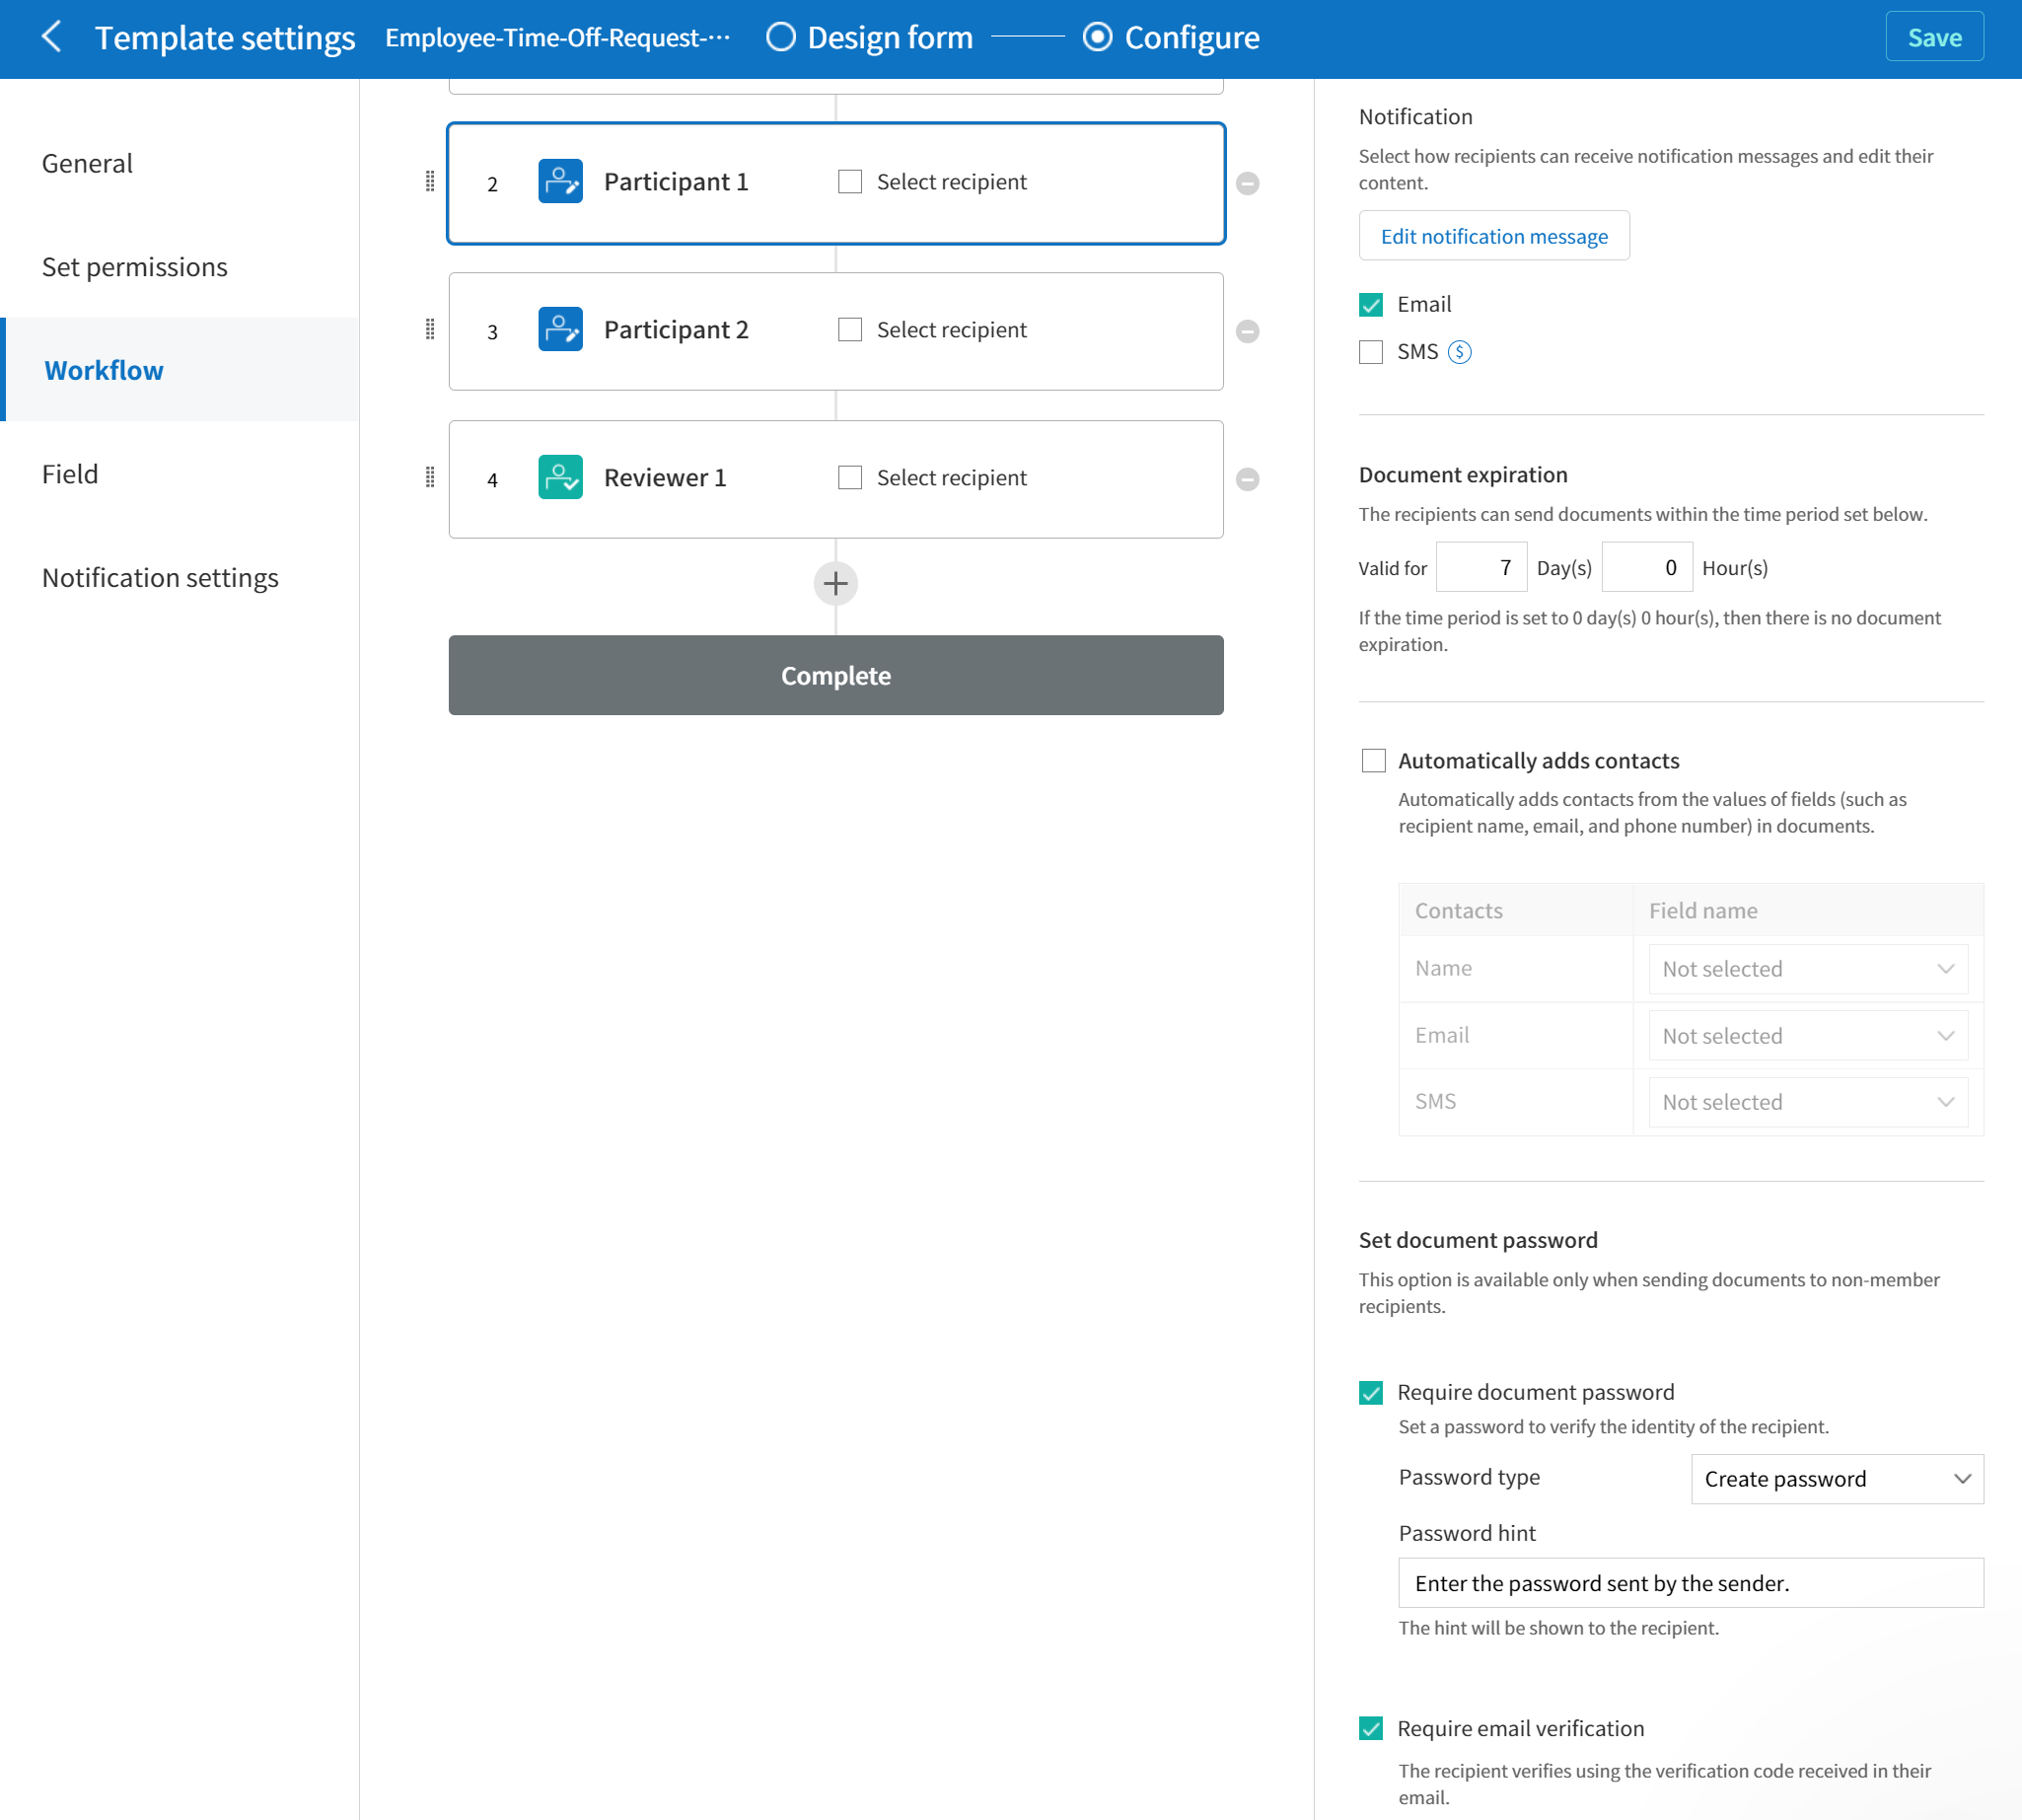 Template settings
Employee-Time-Off-Request-···
Design form
Configure
Save
General
Set permissions
Workflow
Field
Notification settings
2
Participant 1
Select recipient
3
Participant 2
Select recipient
4
Reviewer 1
Select recipient
Complete
Notification
Select how recipients can receive notification messages and edit their
content.
Edit notification message
Email
SMS $
Document expiration
The recipients can send documents within the time period set below.
Valid for 7 Day(s) 0 Hour(s)
If the time period is set to 0 day(s) 0 hour(s), then there is no document
expiration.
Automatically adds contacts
Automatically adds contacts from the values of fields (such as
recipient name, email, and phone number) in documents.
Contacts Field name
Name Not selected
Email Not selected
SMS Not selected
Set document password
This option is available only when sending documents to non-member
recipients.
Require document password
Set a password to verify the identity of the recipient.
Password type Create password
Password hint
Enter the password sent by the sender.
The hint will be shown to the recipient.
Require email verification
The recipient verifies using the verification code received in their
email.